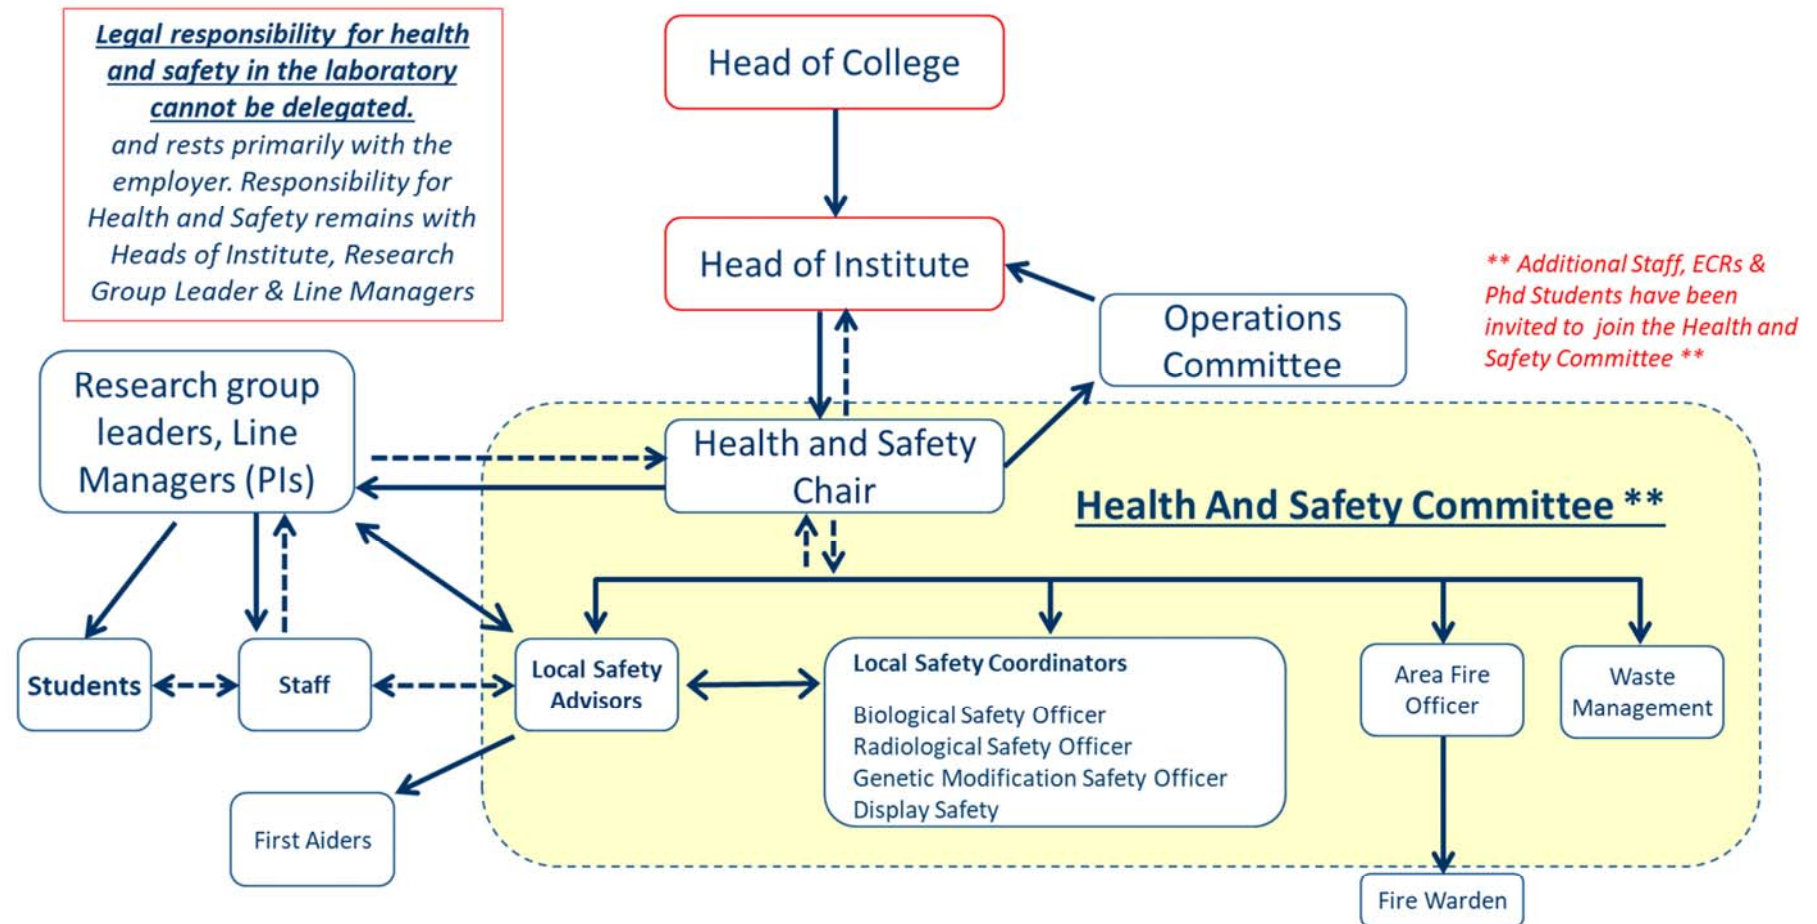 Legal responsibility for health
and safety in the laboratory
cannot be delegated.
and rests primarily with the
employer. Responsibility for
Health and Safety remains with
Heads of Institute, Research
Group Leader & Line Managers
Head of College
Head of Institute
Operations
Committee
** Additional Staff, ECRs &
Phd Students have been
invited to join the Health and
Safety Committee **
Research group
leaders, Line
Managers (PIs)
Health and Safety
Chair
Health And Safety Committee **
Students
Staff
Local Safety
Advisors
Local Safety Coordinators
Biological Safety Officer
Radiological Safety Officer
Genetic Modification Safety Officer
Display Safety
Area Fire
Officer
Waste
Management
First Aiders
Fire Warden